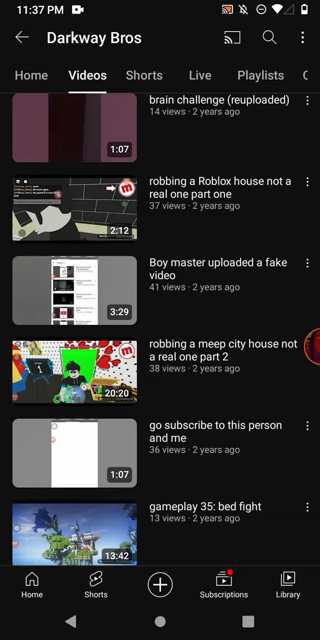 11:37 PM
Darkway Bros
Home Videos Shorts Live Playlists C
brain challenge (reuploaded)
14 views · 2 years ago
1:07
robbing a Roblox house not a
real one part one
37 views · 2 years ago
2:12
Boy master uploaded a fake
video
41 views · 2 years ago
3:29
robbing a meep city house not
a real one part 2
38 views · 2 years ago
20:20
go subscribe to this person
and me
36 views · 2 years ago
1:07
gameplay 35: bed fight
13 views · 2 years ago
13:42
Home Shorts Subscriptions Library